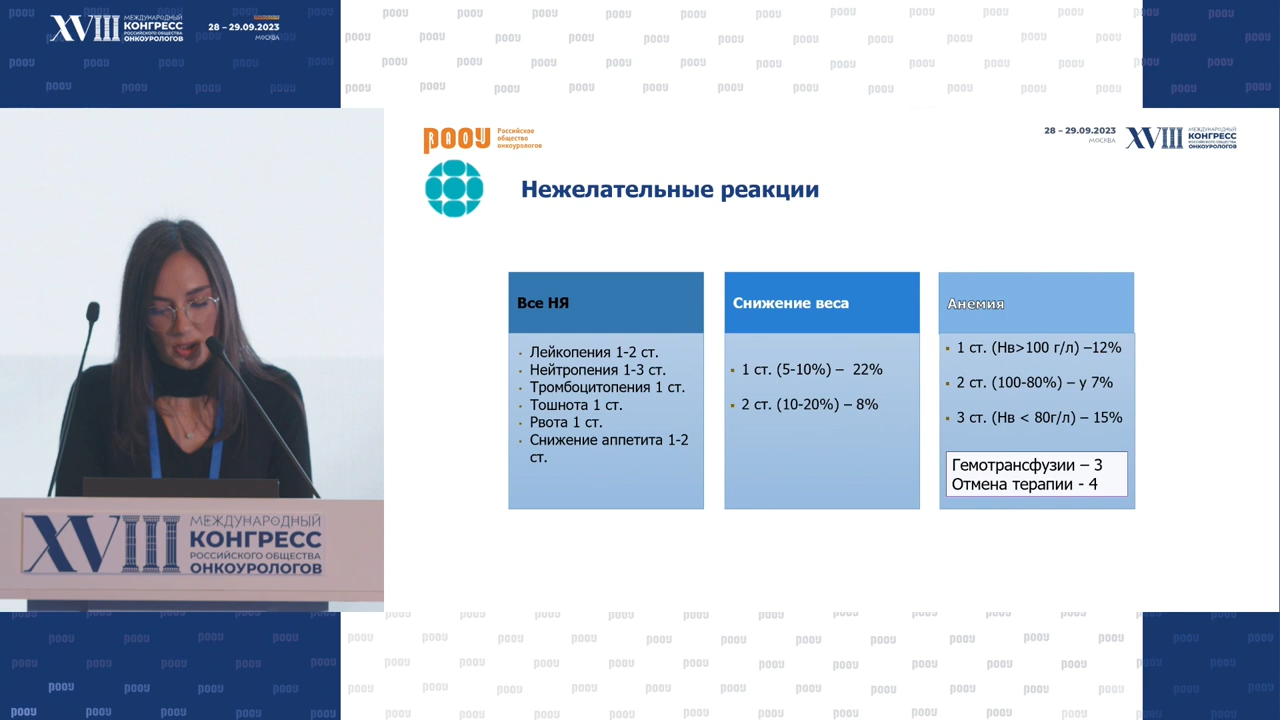 XVIII МЕЖДУНАРОДНЫЙ
КОНГРЕСС
РОССИЙСКОГО ОБЩЕСТВА
ОНКОУРОЛОГОВ
28 – 29.09.2023
МОСКВА
РООУ
Российское
общество
онкоурологов
28 – 29.09.2023
МОСКВА
XVIII МЕЖДУНАРОДНЫЙ
КОНГРЕСС
РОССИЙСКОГО ОБЩЕСТВА
ОНКОУРОЛОГОВ
Нежелательные реакции
Все НЯ
Лейкопения 1-2 ст.
Нейтропения 1-3 ст.
Тромбоцитопения 1 ст.
Тошнота 1 ст.
Рвота 1 ст.
Снижение аппетита 1-2
ст.
Снижение веса
1 ст. (5-10%) – 22%
2 ст. (10-20%) – 8%
Анемия
1 ст. (Нв>100 г/л) –12%
2 ст. (100-80%) – у 7%
3 ст. (Нв < 80г/л) – 15%
Гемотрансфузии – 3
Отмена терапии - 4
XVIII МЕЖДУНАРОДНЫЙ
КОНГРЕСС
РОССИЙСКОГО ОБЩЕСТВА
ОНКОУРОЛОГОВ